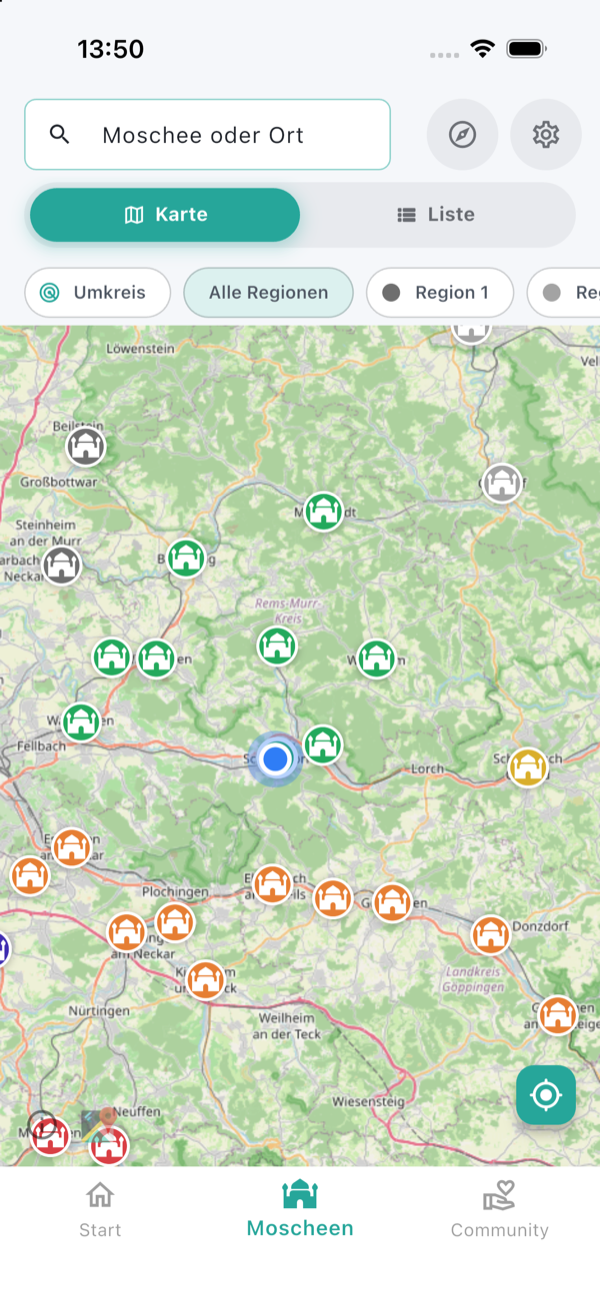 13:50
Moschee oder Ort
Karte
Liste
Umkreis
Alle Regionen
Region 1
Löwenstein
Beilstein
Großbottwar
Steinheim
an der Murr
Rems-Murr-
Kreis
Fellbach
Lorch
Plochingen
Donzdorf
am Neckar
Landkreis
Göppingen
Nürtingen
Weilheim
an der Teck
Wiesensteig
Neuffen
Start
Moscheen
Community